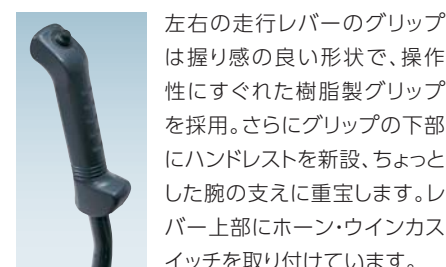 左右の走行レバーのグリップ
は握り感の良い形状で、操作
性にすぐれた樹脂製グリップ
を採用。さらにグリップの下部
にハンドレストを新設、ちょっと
した腕の支えに重宝します。レ
バー上部にホーン・ウインカス
イッチを取り付けています。